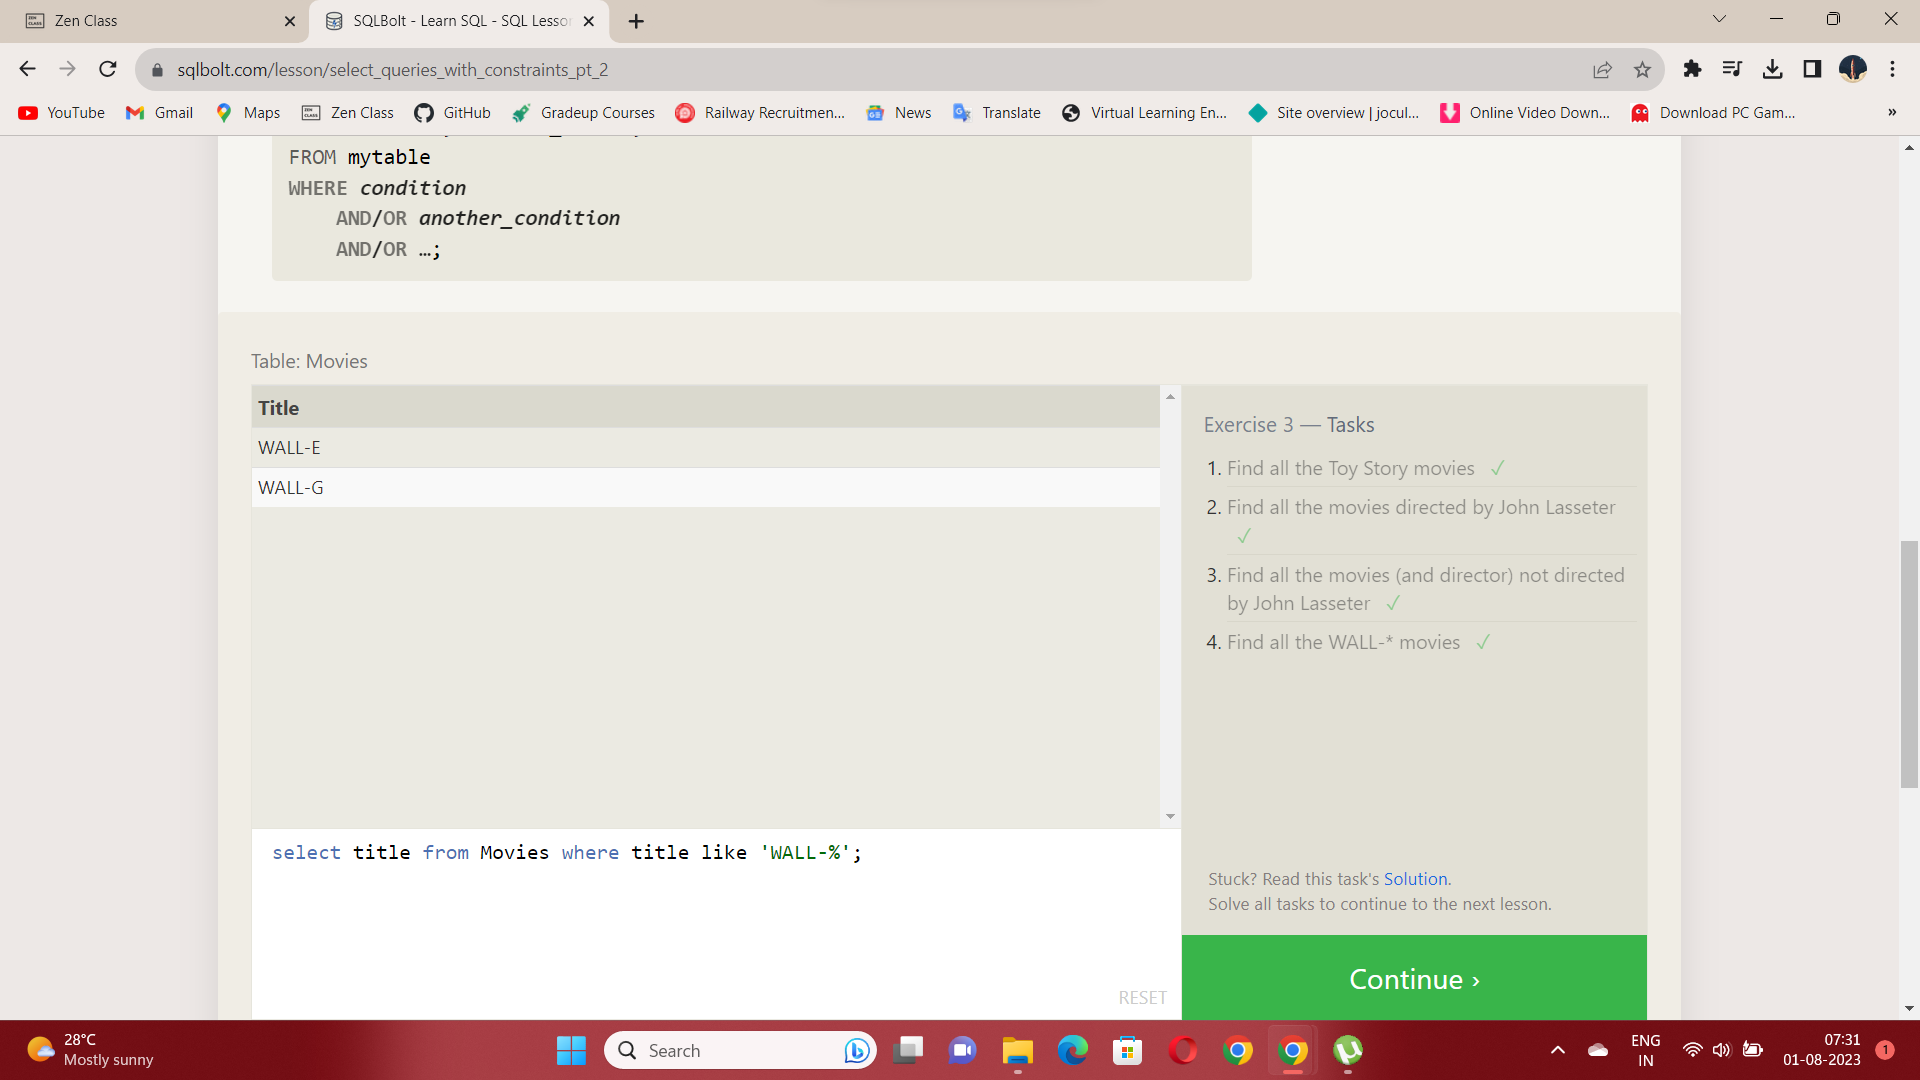 Zen Class
SQLBolt - Learn SQL - SQL Lesson
sqlbolt.com/lesson/select_queries_with_constraints_pt_2
YouTube Gmail Maps Zen Class GitHub Gradeup Courses Railway Recruitmen... News Translate Virtual Learning En... Site overview | jocul... Online Video Down... Download PC Gam... »
FROM mytable
WHERE condition
AND/OR another_condition
AND/OR …;
Table: Movies
Title
WALL-E
WALL-G
Exercise 3 — Tasks
1. Find all the Toy Story movies ✓
2. Find all the movies directed by John Lasseter
✓
3. Find all the movies (and director) not directed
by John Lasseter ✓
4. Find all the WALL-* movies ✓
select title from Movies where title like 'WALL-%';
RESET
Stuck? Read this task's Solution.
Solve all tasks to continue to the next lesson.
Continue ›
28°C
Mostly sunny
Search
ENG
IN
07:31
01-08-2023
1